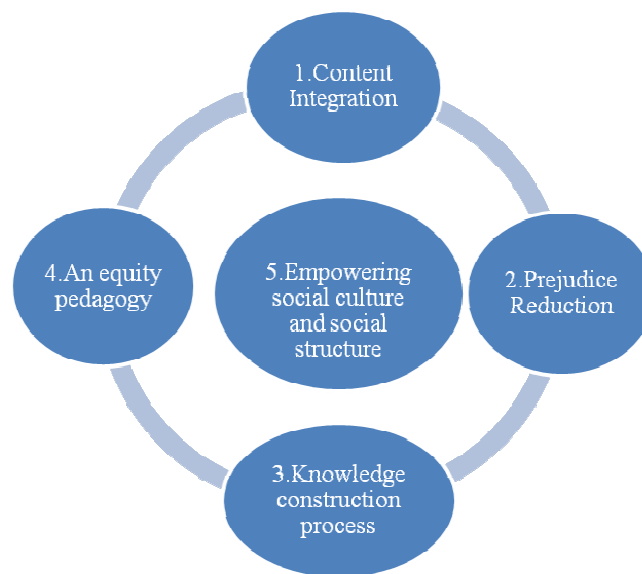 1.Content
Integration
2.Prejudice
Reduction
3.Knowledge
construction
process
4.An equity
pedagogy
5.Empowering
social culture
and social
structure